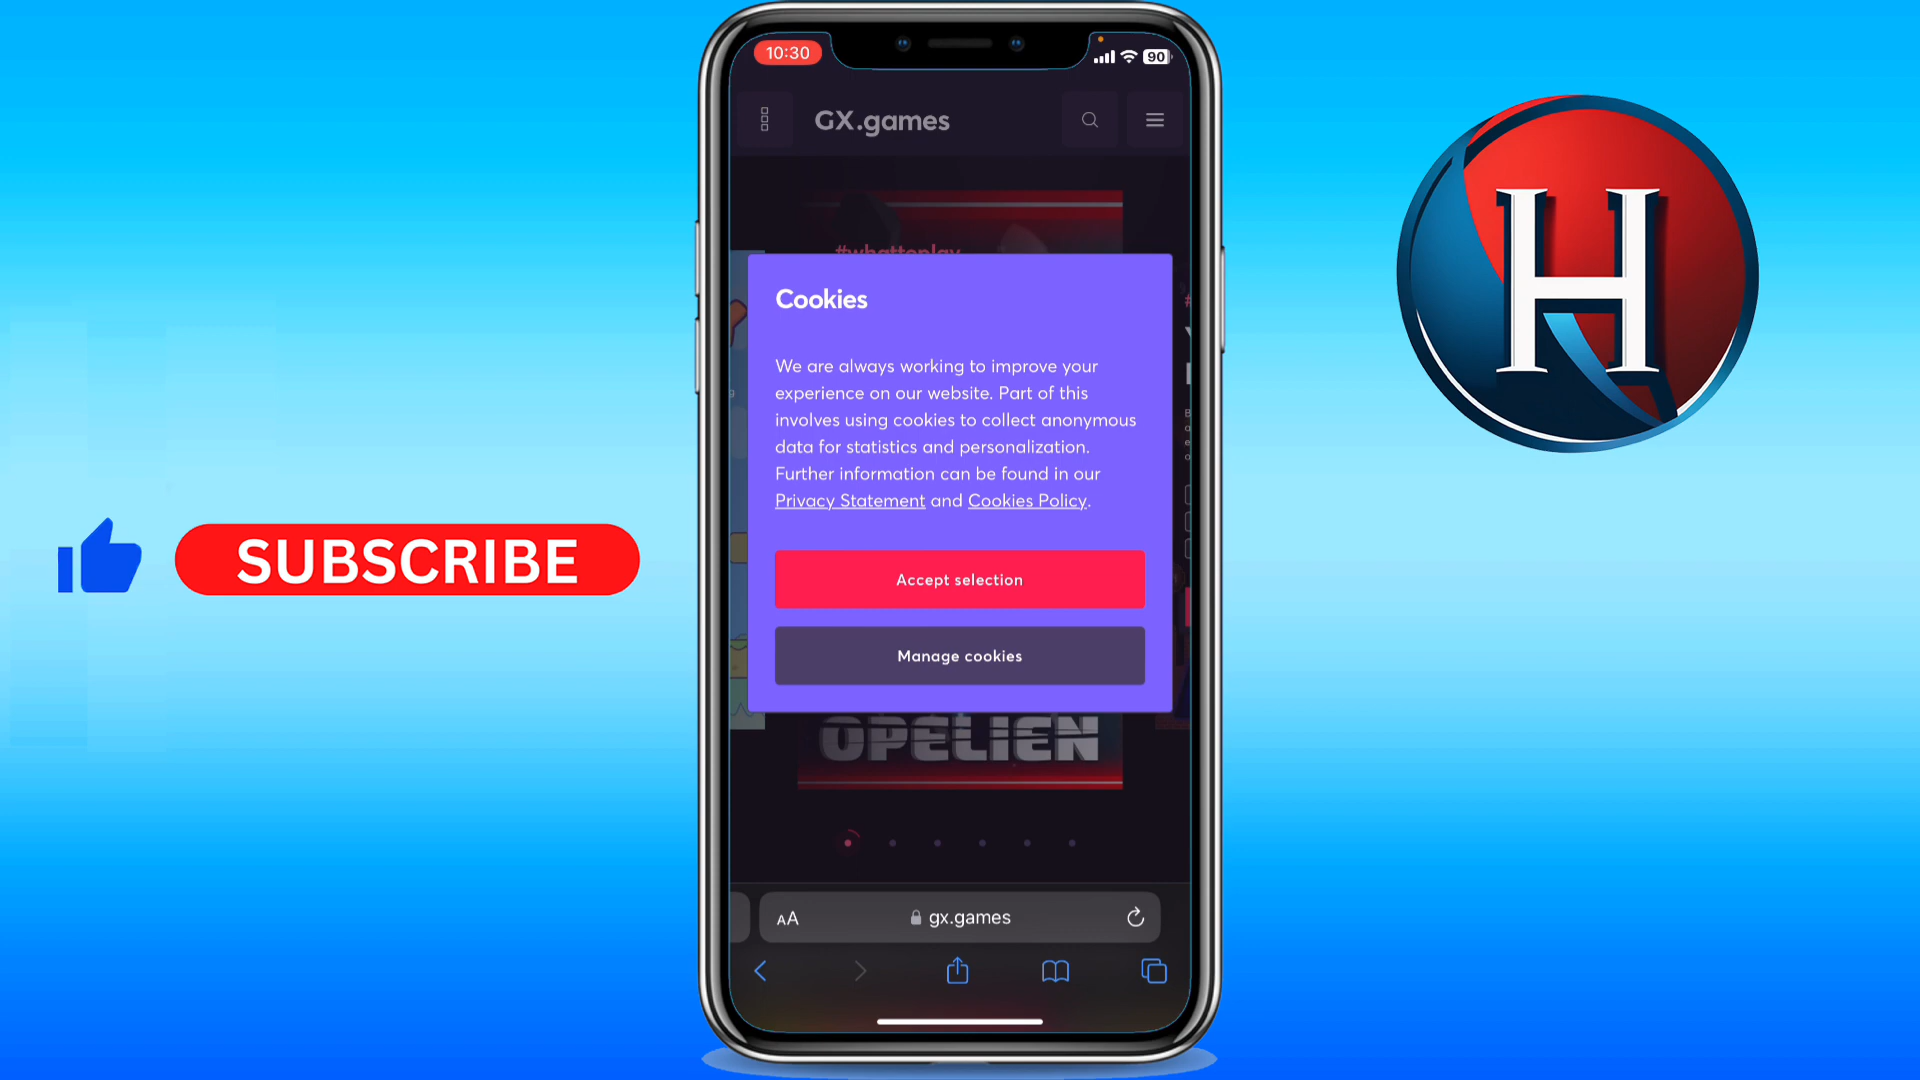 10:30
90
GX.games
#whattoplay
Cookies
We are always working to improve your
experience on our website. Part of this
involves using cookies to collect anonymous
data for statistics and personalization.
Further information can be found in our
Privacy Statement and Cookies Policy.
Accept selection
Manage cookies
OPELIEN
AA
gx.games
SUBSCRIBE
H